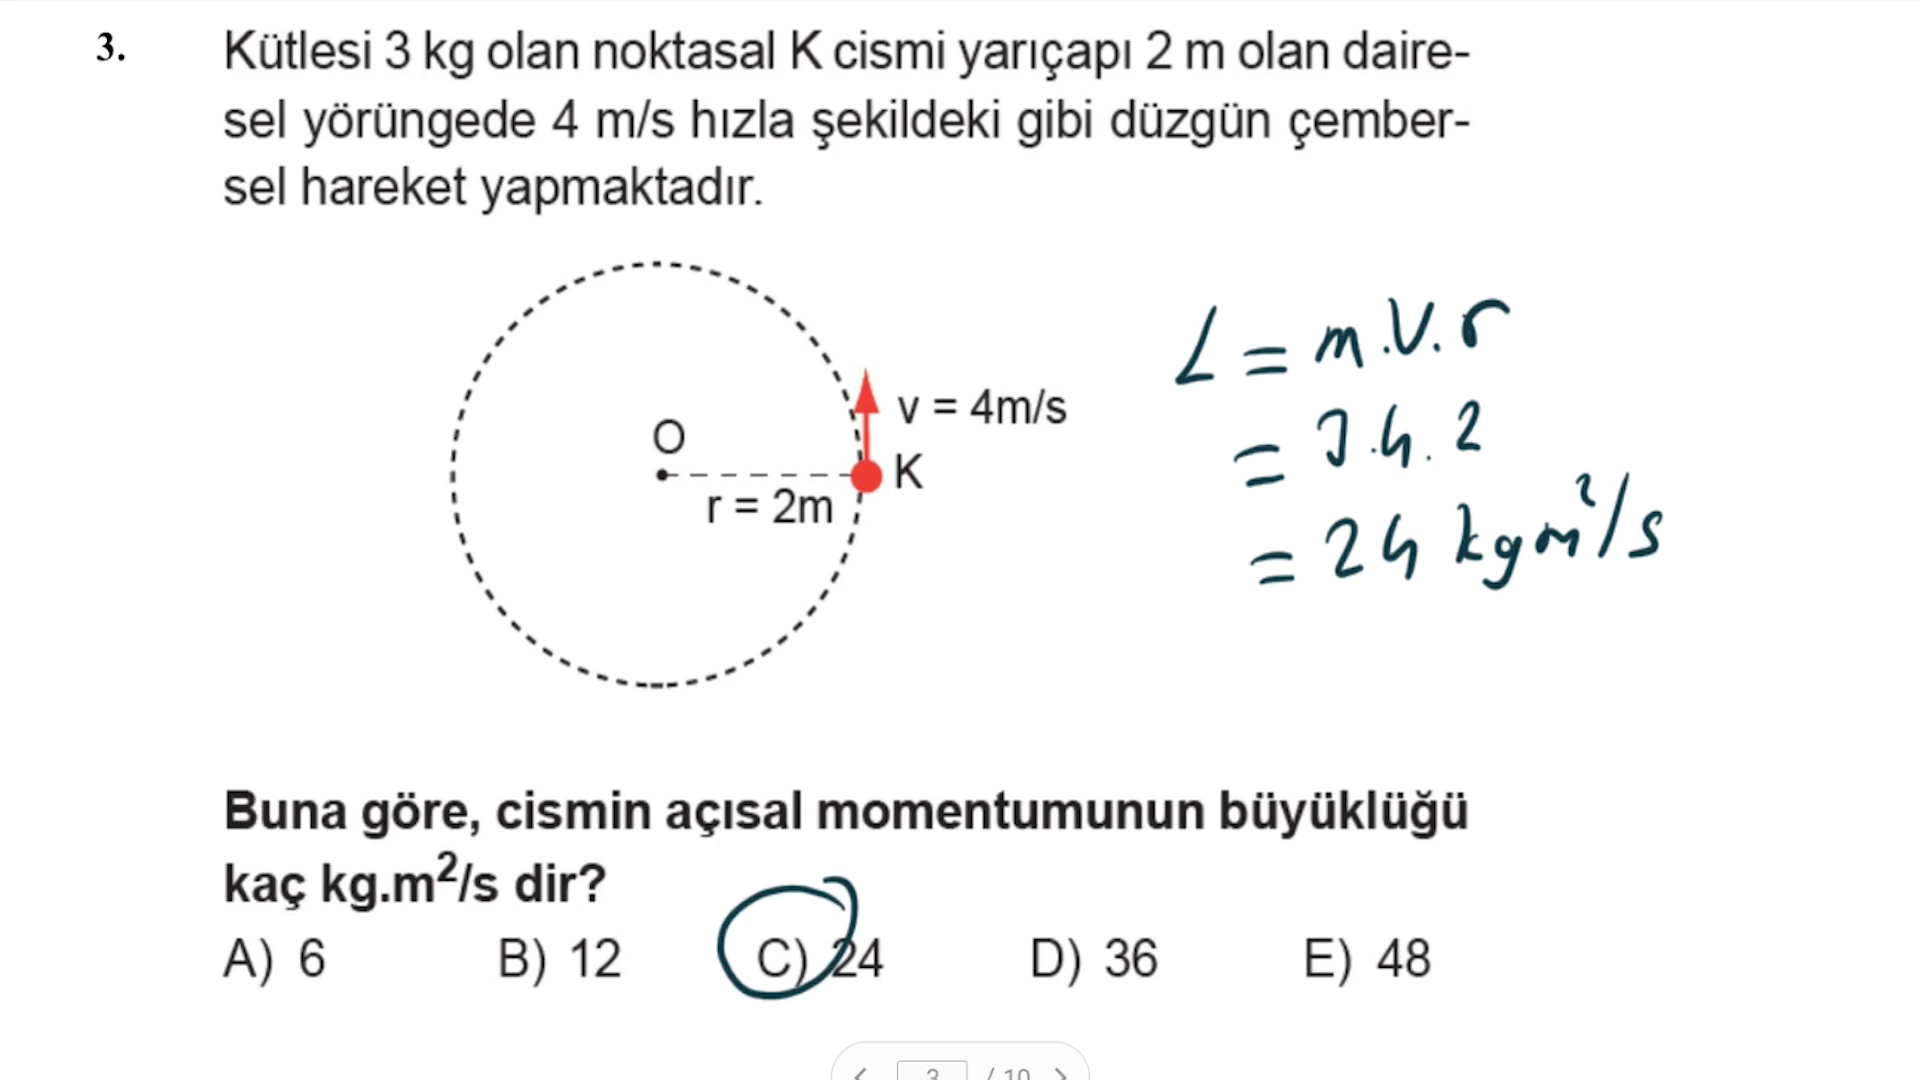 3.
Kütlesi 3 kg olan noktasal K cismi yarıçapı 2 m olan daire-
sel yörüngede 4 m/s hızla şekildeki gibi düzgün çember-
sel hareket yapmaktadır.
O
v = 4m/s
K
r = 2m
L = m.V.r
= 3.4.2
= 24 kgm²/s
Buna göre, cismin açısal momentumunun büyüklüğü
kaç kg.m²/s dir?
A) 6 B) 12 C) 24 D) 36 E) 48
3 / 10